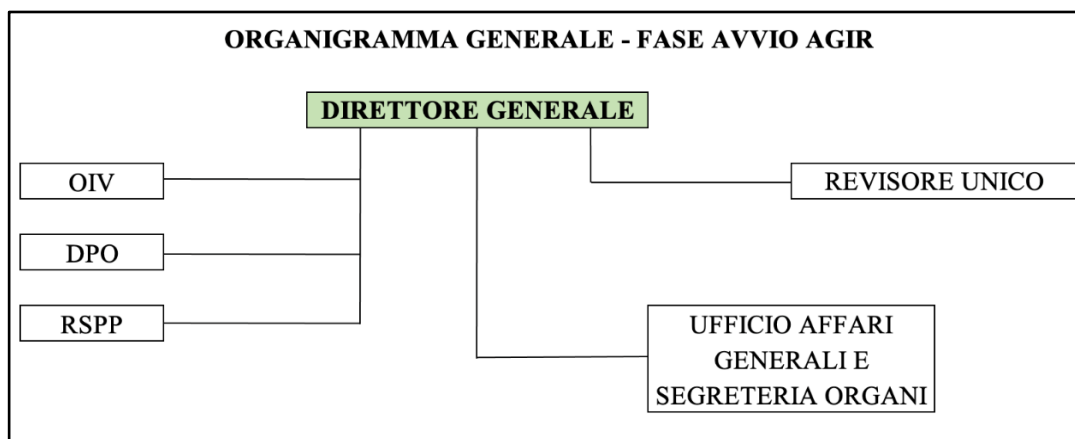 ORGANIGRAMMA GENERALE - FASE AVVIO AGIR
DIRETTORE GENERALE
OIV
REVISORE UNICO
DPO
RSPP
UFFICIO AFFARI
GENERALI E
SEGRETERIA ORGANI